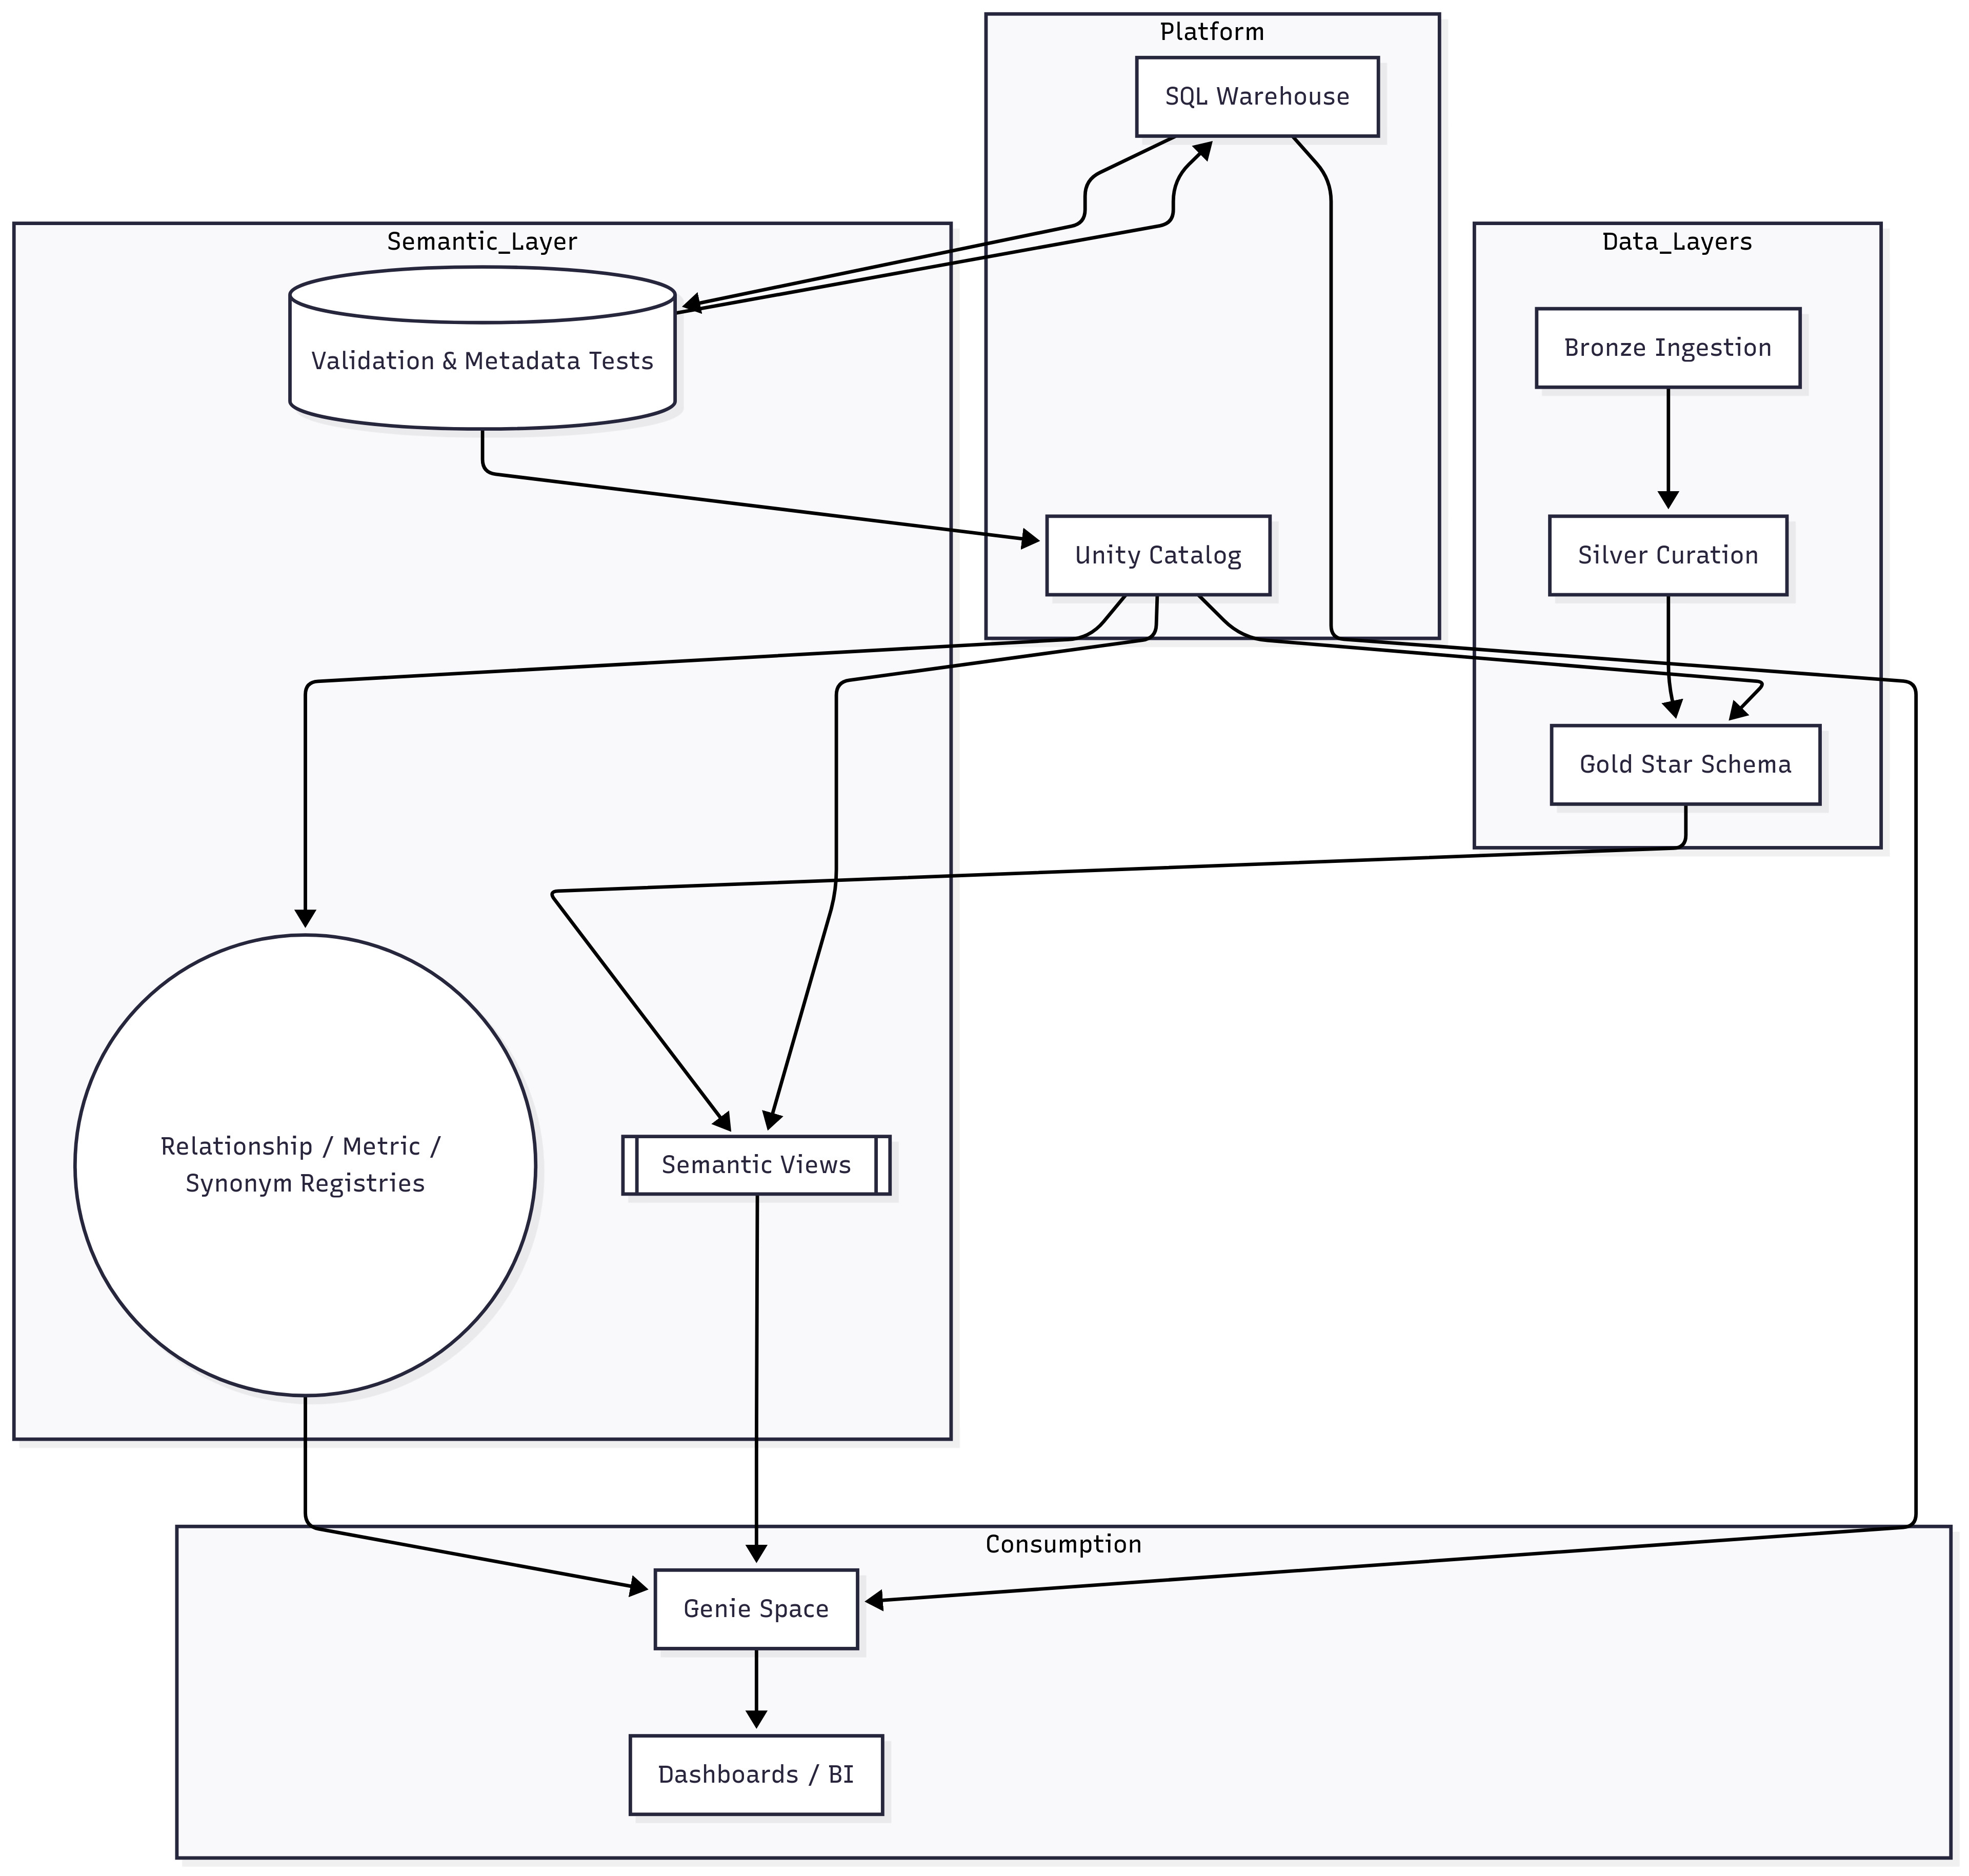 Platform
SQL Warehouse
Semantic_Layer
Data_Layers
Validation & Metadata Tests
Bronze Ingestion
Unity Catalog
Silver Curation
Gold Star Schema
Relationship / Metric /
Synonym Registries
Semantic Views
Consumption
Genie Space
Dashboards / BI